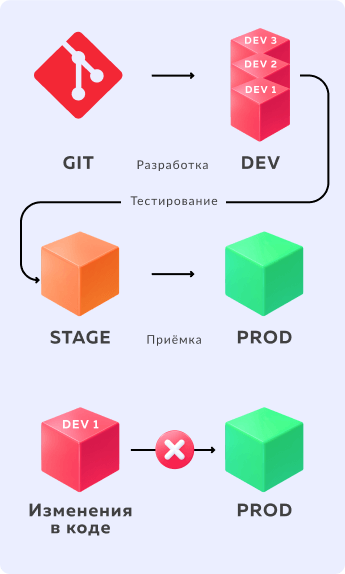 DEV 3
DEV 2
DEV 1
GIT
Разработка
DEV
Тестирование
STAGE
Приёмка
PROD
DEV 1
Изменения
в коде
PROD